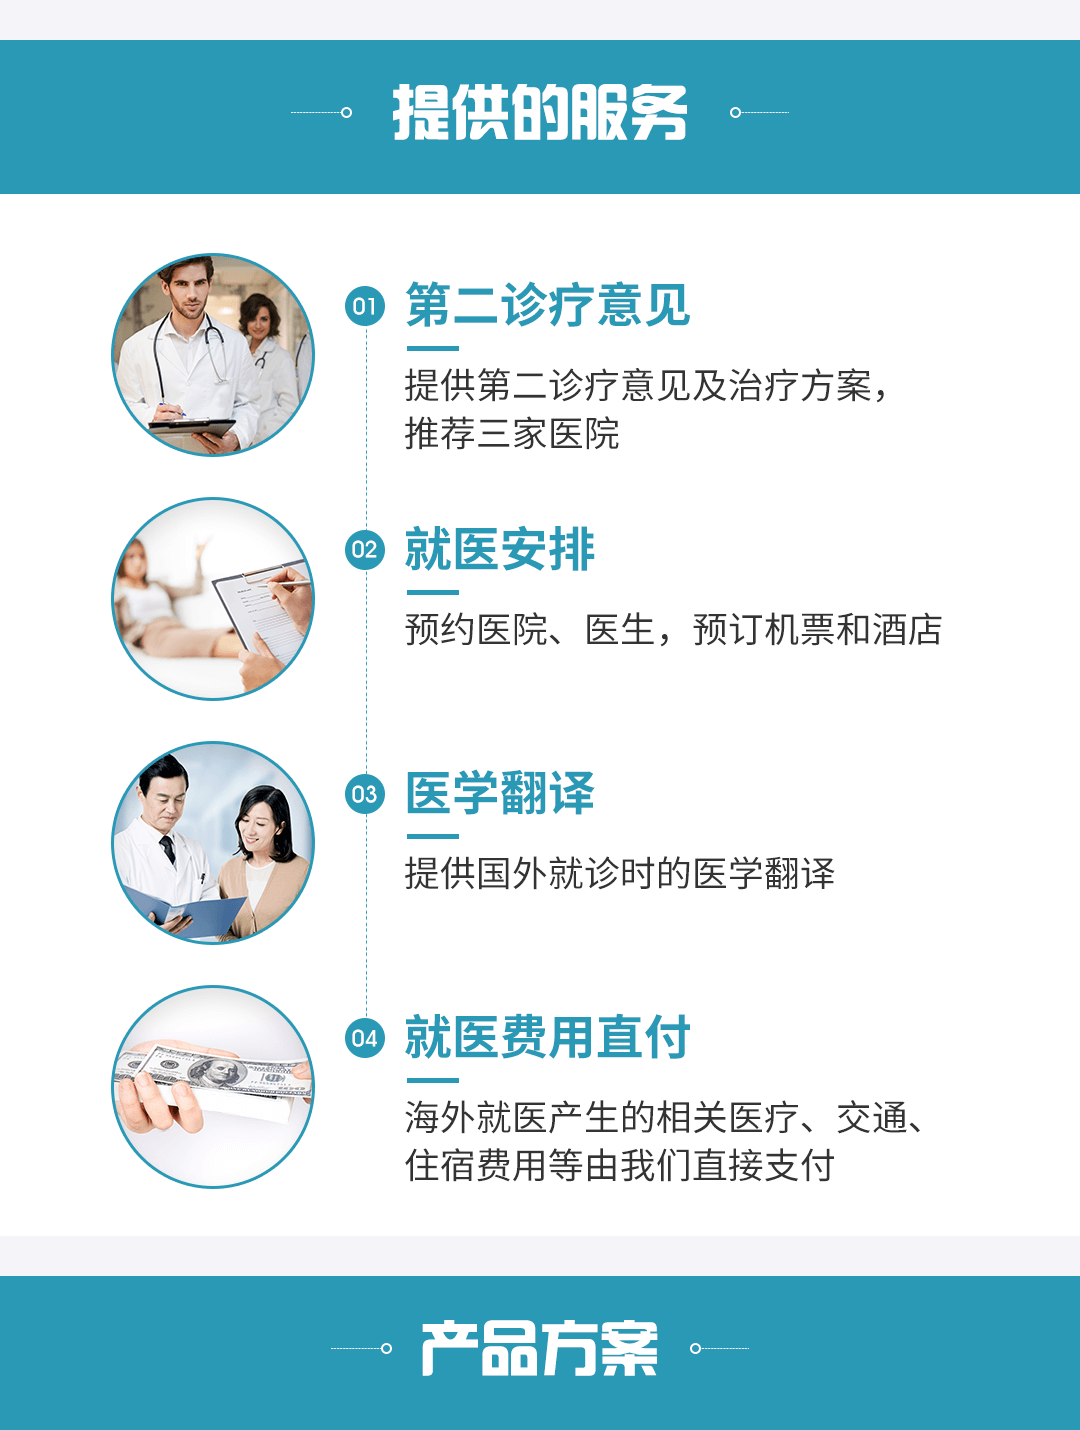 提供的服务
01
第二诊疗意见
提供第二诊疗意见及治疗方案，
推荐三家医院
02
就医安排
预约医院、医生，预订机票和酒店
03
医学翻译
提供国外就诊时的医学翻译
04
就医费用直付
海外就医产生的相关医疗、交通、
住宿费用等由我们直接支付
产品方案